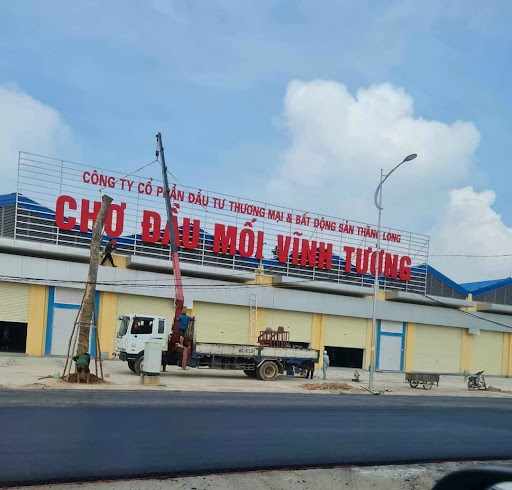 CÔNG TY CỔ PHẦN ĐẦU TƯ THƯƠNG MẠI & BẤT ĐỘNG SẢN THĂNG LONG
CHỢ ĐẦU MỐI VĨNH TƯỜNG